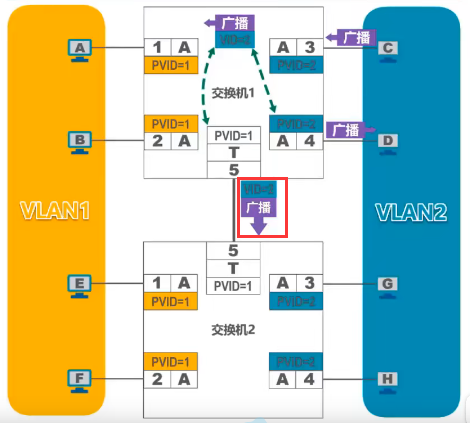 广播
VID=2
A
1 A
PVID=1
A 3
PVID=2
广播
C
交换机1
B
PVID=1
2 A
PVID=1
T
5
PVID=2
A 4
广播
D
VLAN1
VID=2
广播
VLAN2
5
T
PVID=1
E
1 A
PVID=1
A 3
PVID=2
G
交换机2
F
PVID=1
2 A
PVID=2
A 4
H